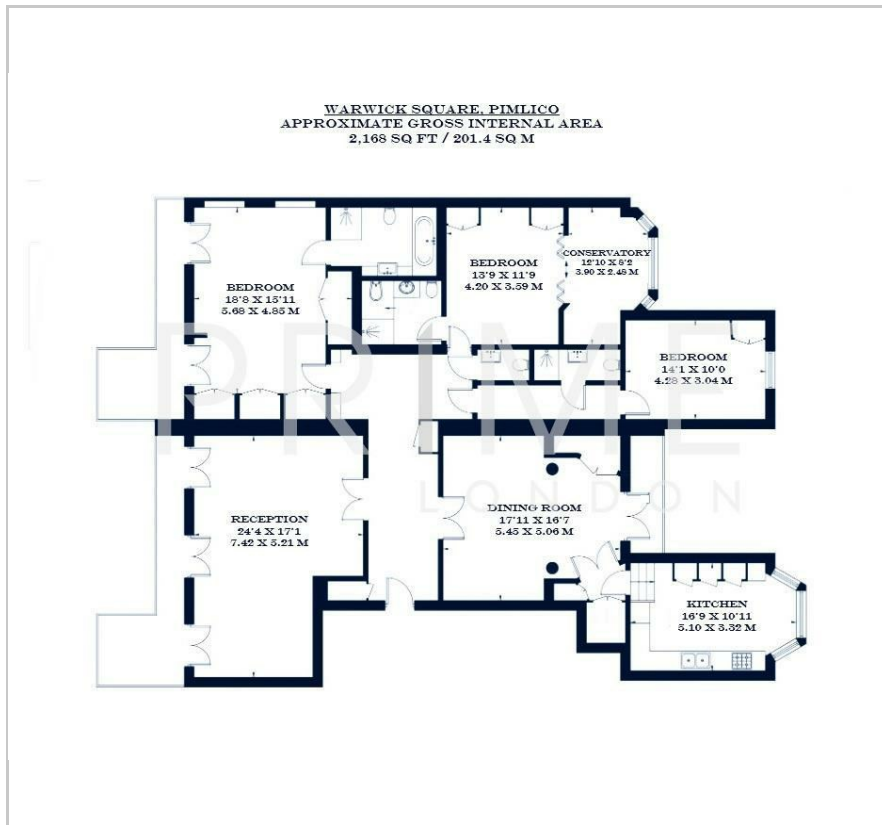 WARWICK SQUARE, PIMLICO
APPROXIMATE GROSS INTERNAL AREA
2,168 SQ FT / 201.4 SQ M
BEDROOM
18'8 X 15'11
5.68 X 4.85 M
BEDROOM
13'9 X 11'9
4.20 X 3.59 M
CONSERVATORY
12'10 X 8'2
3.90 X 2.48 M
BEDROOM
14'1 X 10'0
4.28 X 3.04 M
PRIME
LONDON
RECEPTION
24'4 X 17'1
7.42 X 5.21 M
DINING ROOM
17'11 X 16'7
5.45 X 5.06 M
KITCHEN
16'9 X 10'11
5.10 X 3.32 M